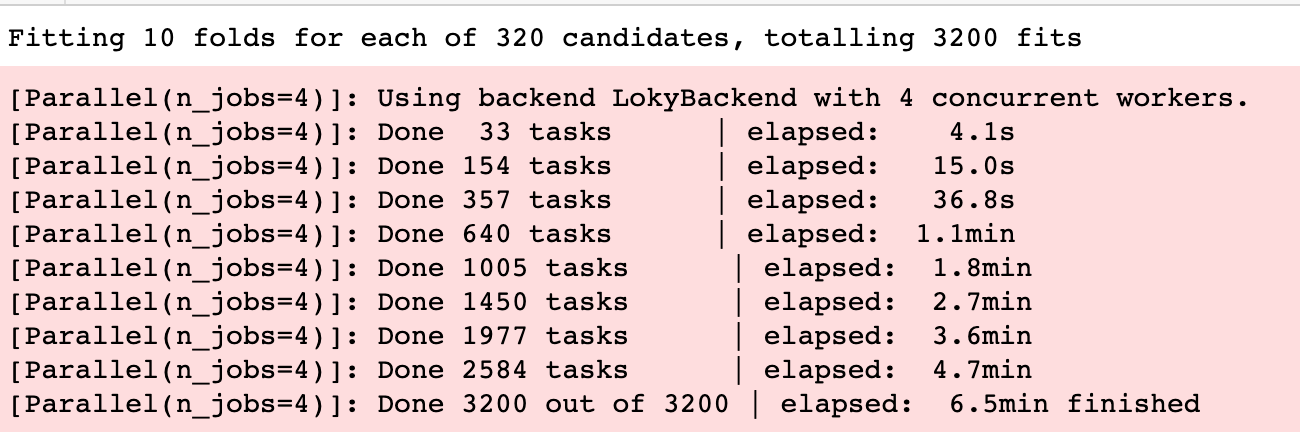 Fitting 10 folds for each of 320 candidates, totalling 3200 fits
[Parallel(n_jobs=4)]: Using backend LokyBackend with 4 concurrent workers.
[Parallel(n_jobs=4)]: Done  33 tasks      | elapsed:    4.1s
[Parallel(n_jobs=4)]: Done 154 tasks      | elapsed:   15.0s
[Parallel(n_jobs=4)]: Done 357 tasks      | elapsed:   36.8s
[Parallel(n_jobs=4)]: Done 640 tasks      | elapsed:  1.1min
[Parallel(n_jobs=4)]: Done 1005 tasks      | elapsed:  1.8min
[Parallel(n_jobs=4)]: Done 1450 tasks      | elapsed:  2.7min
[Parallel(n_jobs=4)]: Done 1977 tasks      | elapsed:  3.6min
[Parallel(n_jobs=4)]: Done 2584 tasks      | elapsed:  4.7min
[Parallel(n_jobs=4)]: Done 3200 out of 3200 | elapsed:  6.5min finished